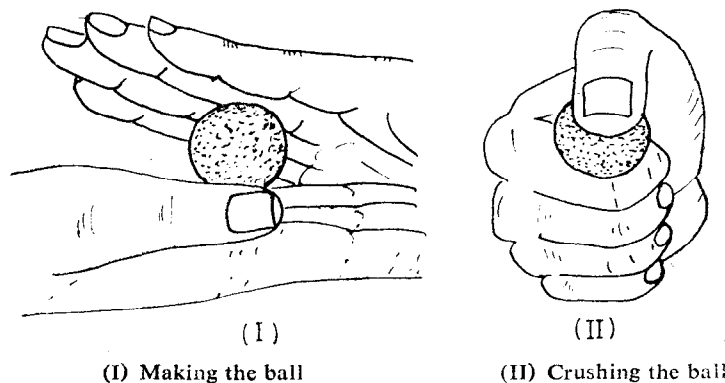 (I)
(II)
(I) Making the ball
(II) Crushing the ball